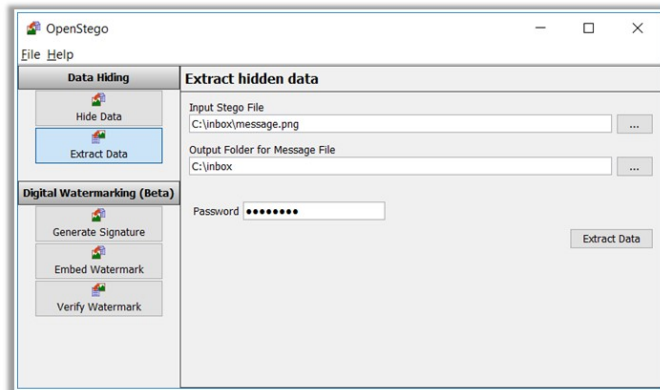 OpenStego
File Help
Data Hiding
Hide Data
Extract Data
Digital Watermarking (Beta)
Generate Signature
Embed Watermark
Verify Watermark
Extract hidden data
Input Stego File
C:\inbox\message.png
...
Output Folder for Message File
C:\inbox
...
Password ●●●●●●●●
Extract Data